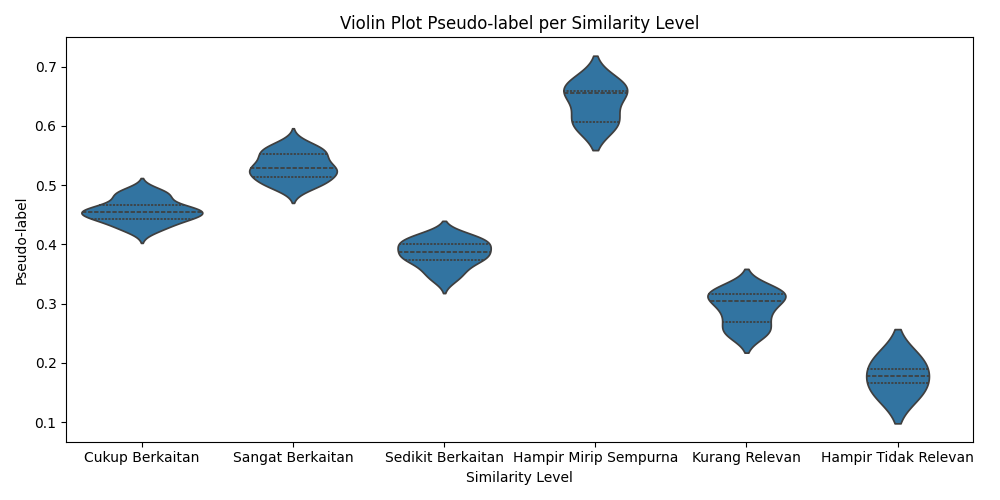 Violin Plot Pseudo-label per Similarity Level
Pseudo-label
0.7
0.6
0.5
0.4
0.3
0.2
0.1
Cukup Berkaitan
Sangat Berkaitan
Sedikit Berkaitan
Hampir Mirip Sempurna
Kurang Relevan
Hampir Tidak Relevan
Similarity Level